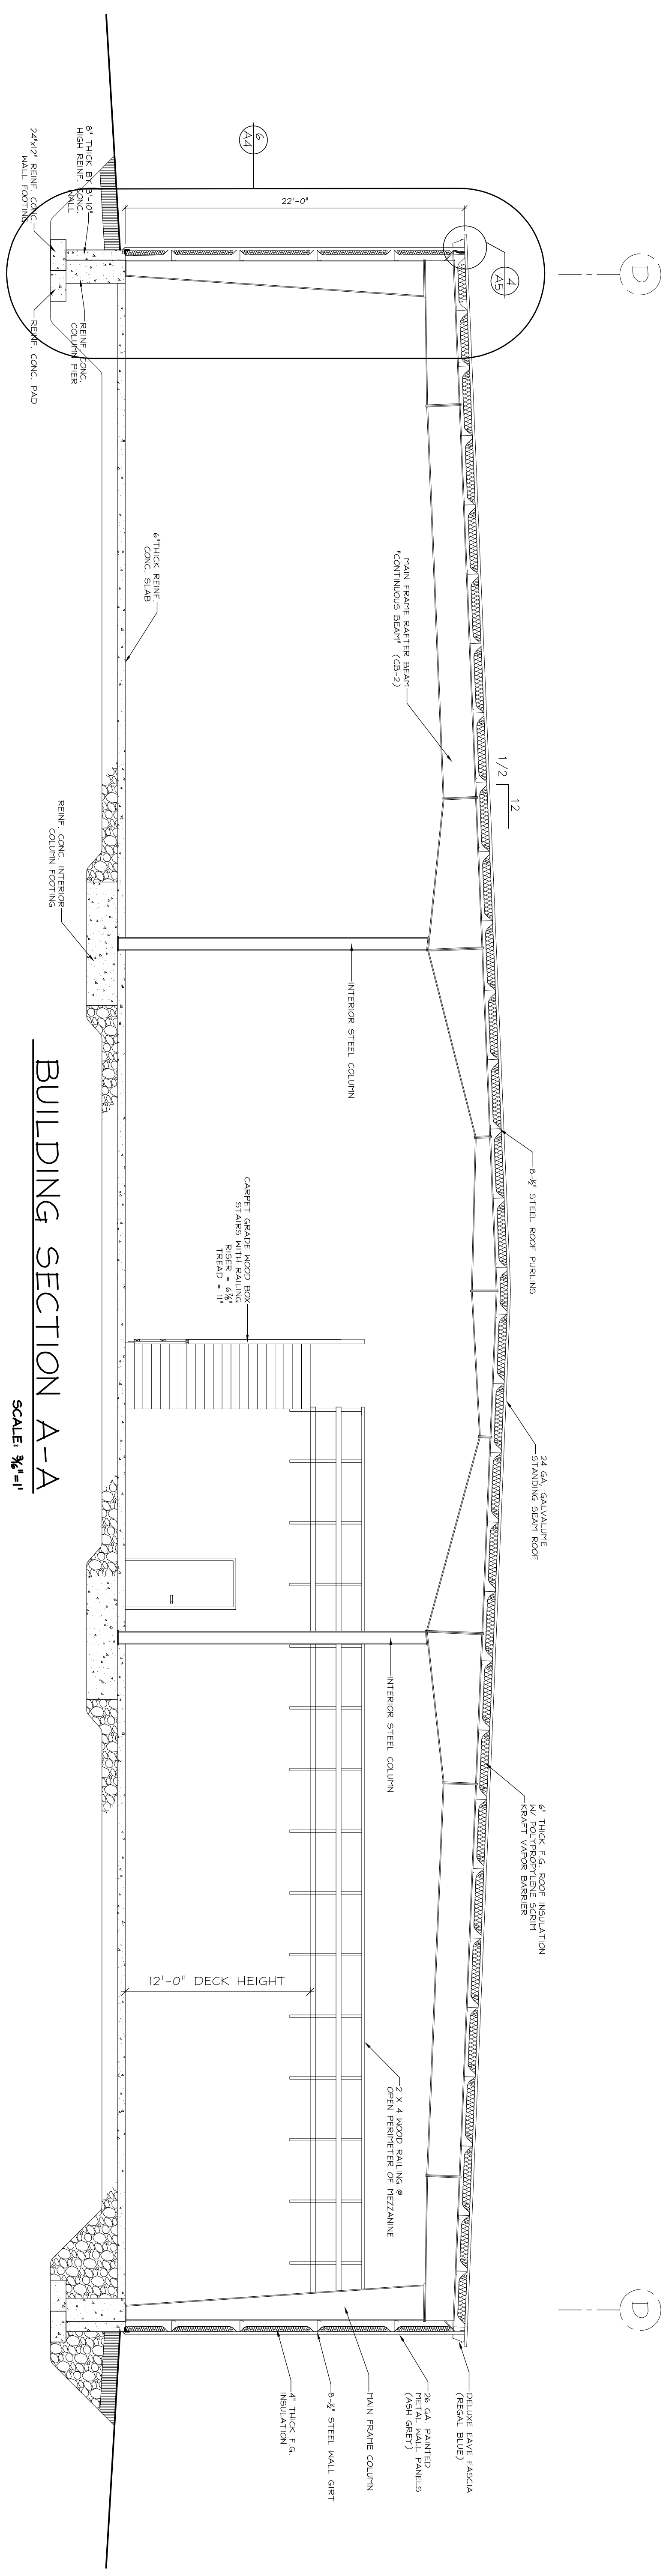 D
D
6
A4
4
A5
22'-0"
8" THICK BY 3'-10"
HIGH REINF. CONC.
WALL
24"x12" REINF. CONC.
WALL FOOTING
REINF. CONC.
COLUMN PIER
REINF. CONC. PAD
6"THICK REINF.
CONC. SLAB
MAIN FRAME RAFTER BEAM
"CONTINUOUS BEAM" (CB-2)
12
1/2
REINF. CONC. INTERIOR
COLUMN FOOTING
INTERIOR STEEL COLUMN
8-½" STEEL ROOF PURLINS
CARPET GRADE WOOD BOX
STAIRS WITH RAILING
RISER = 6⅞"
TREAD = 11"
24 GA. GALVALUME
STANDING SEAM ROOF
INTERIOR STEEL COLUMN
6" THICK F.G. ROOF INSULATION
W/ POLYPROPYLENE SCRIM
KRAFT VAPOR BARRIER
12'-0" DECK HEIGHT
2 X 4 WOOD RAILING @
OPEN PERIMETER OF MEZZANINE
DELUXE EAVE FASCIA
(REGAL BLUE)
26 GA. PAINTED
METAL WALL PANELS
(ASH GREY)
MAIN FRAME COLUMN
8-½" STEEL WALL GIRT
4" THICK F.G.
INSULATION
BUILDING SECTION A-A
SCALE: 3/16"=1'